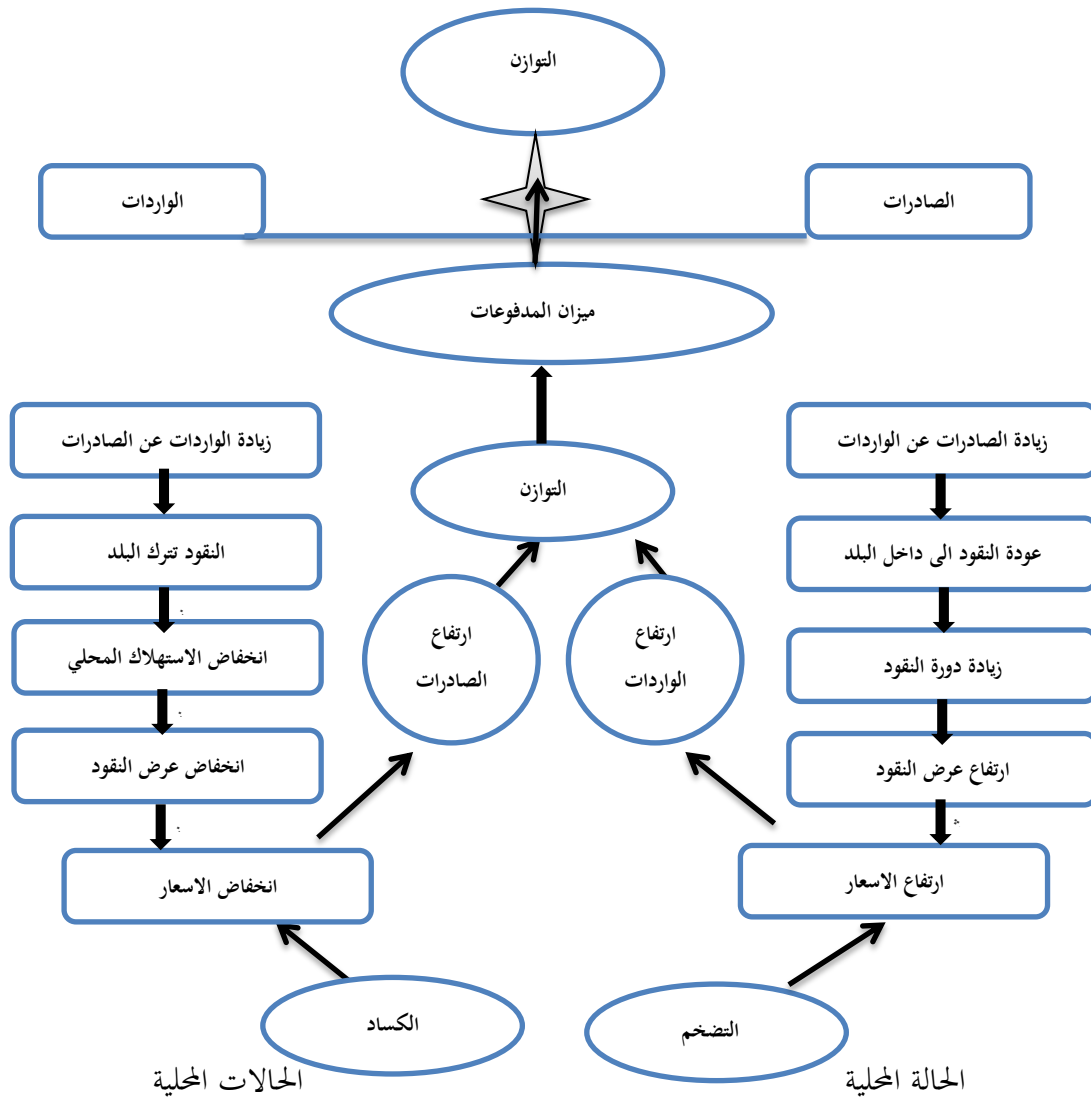 التوازن
الصادرات
الواردات
ميزان المدفوعات
زيادة الصادرات عن الواردات
زيادة الواردات عن الصادرات
التوازن
عودة النقود الى داخل البلد
النقود تترك البلد
ارتفاع
الواردات
ارتفاع
الصادرات
زيادة دورة النقود
انخفاض الاستهلاك المحلي
ارتفاع عرض النقود
انخفاض عرض النقود
ارتفاع الاسعار
انخفاض الاسعار
التضخم
الكساد
الحالة المحلية
الحالات المحلية